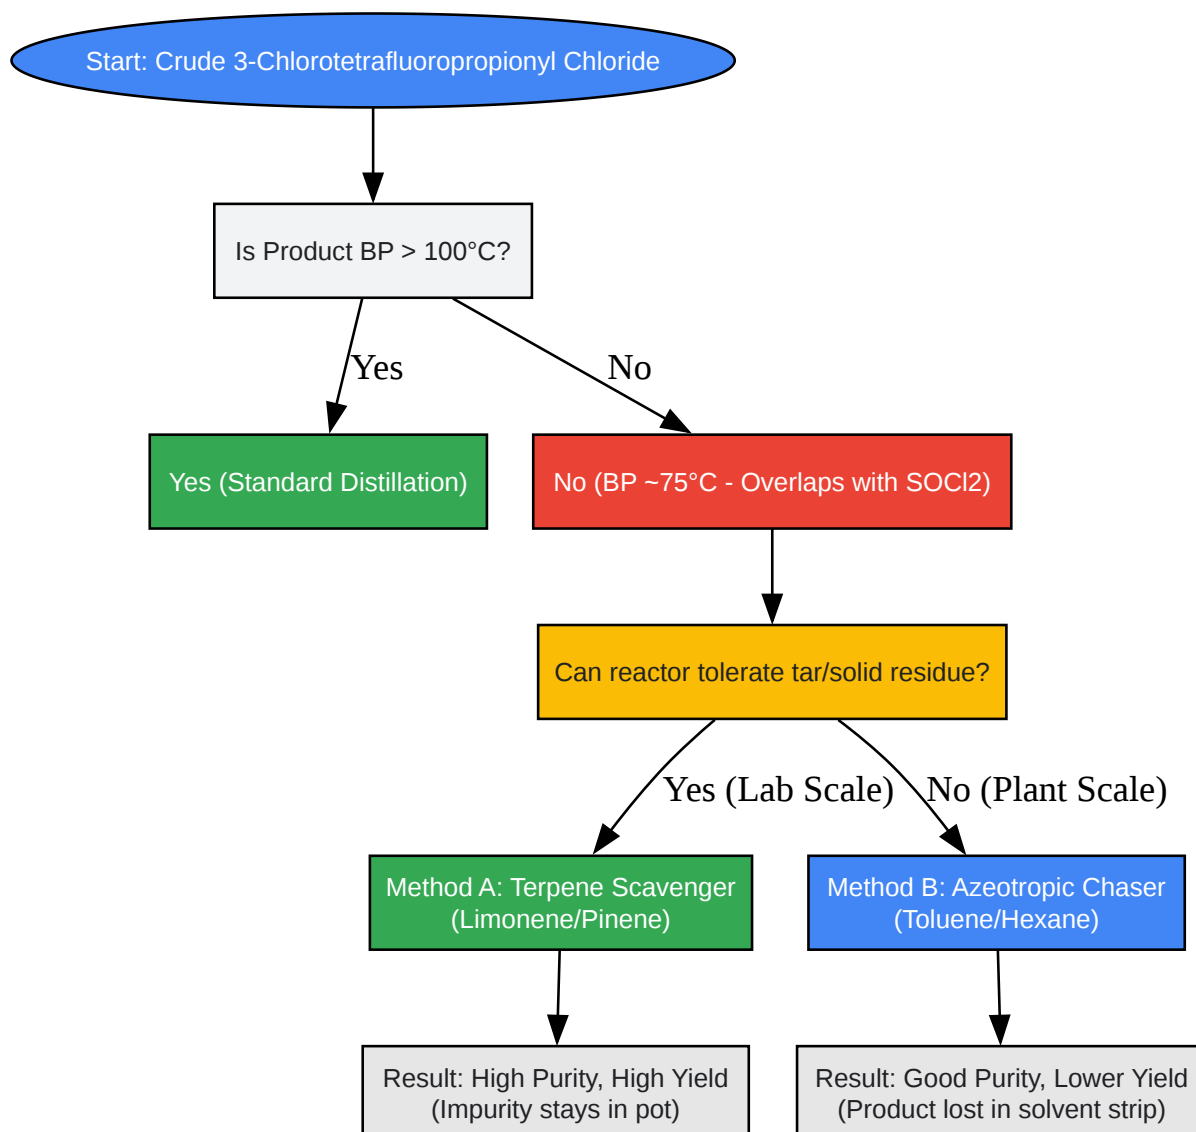 Start: Crude 3-Chlorotetrafluoropropionyl Chloride
Is Product BP > 100°C?
Yes
No
Yes (Standard Distillation)
No (BP ~75°C - Overlaps with SOCl2)
Can reactor tolerate tar/solid residue?
Yes (Lab Scale)
No (Plant Scale)
Method A: Terpene Scavenger
(Limonene/Pinene)
Method B: Azeotropic Chaser
(Toluene/Hexane)
Result: High Purity, High Yield
(Impurity stays in pot)
Result: Good Purity, Lower Yield
(Product lost in solvent strip)